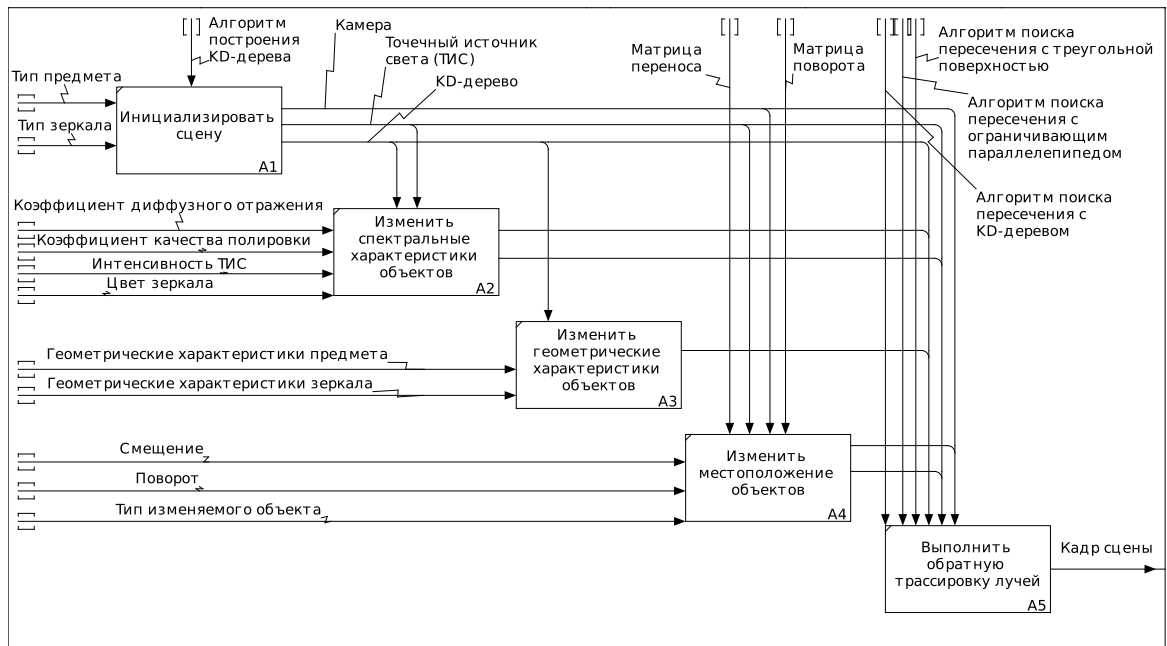 Алгоритм
построения
KD-дерева
Камера
Точечный источник
света (ТИС)
KD-дерево
Матрица
переноса
Матрица
поворота
Алгоритм поиска
пересечения с треугольной
поверхностью
Алгоритм поиска
пересечения с
ограничивающим
параллелепипедом
Алгоритм поиска
пересечения с
KD-деревом
Тип предмета
Тип зеркала
Инициализировать
сцену
A1
Коэффициент диффузного отражения
Коэффициент качества полировки
Интенсивность ТИС
Цвет зеркала
Изменить
спектральные
характеристики
объектов
A2
Геометрические характеристики предмета
Геометрические характеристики зеркала
Изменить
геометрические
характеристики
объектов
A3
Смещение
Поворот
Тип изменяемого объекта
Изменить
местоположение
объектов
A4
Выполнить
обратную
трассировку лучей
A5
Кадр сцены